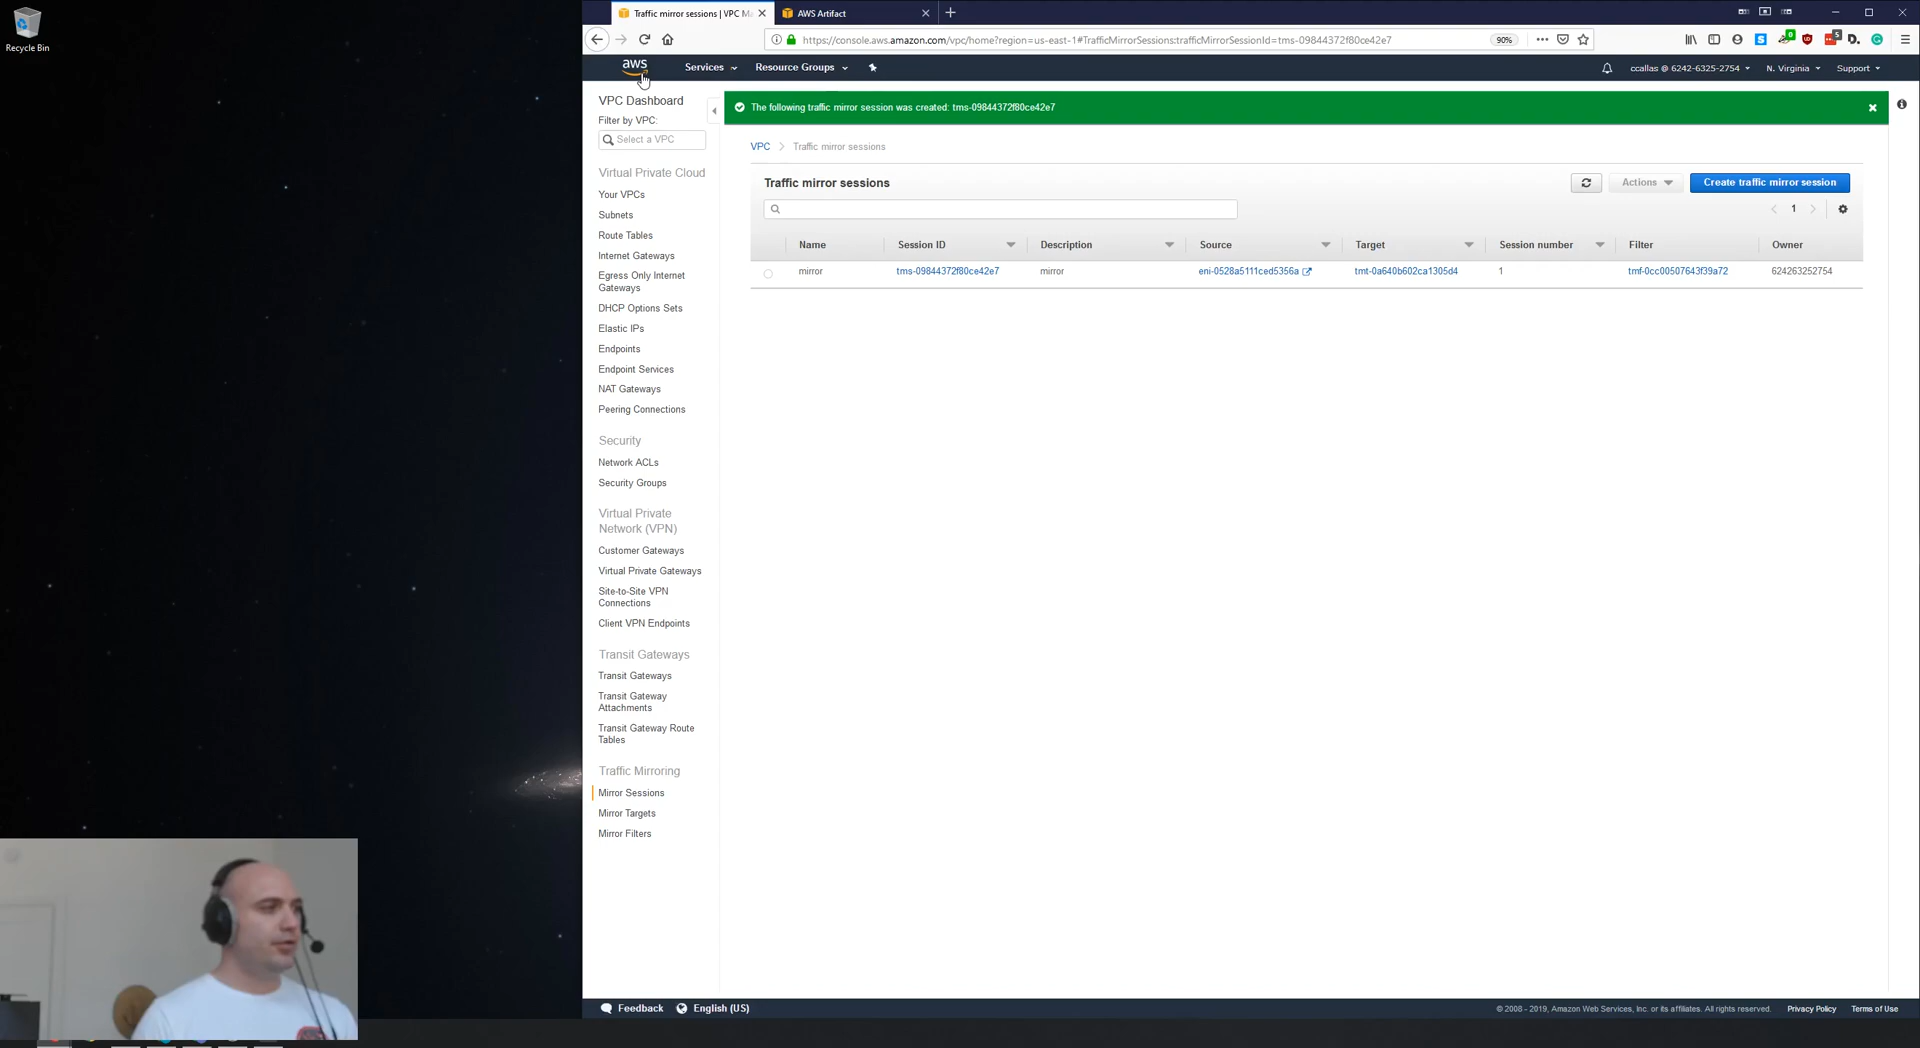 Recycle Bin
Traffic mirror sessions | VPC Ma
AWS Artifact
https://console.aws.amazon.com/vpc/home?region=us-east-1#TrafficMirrorSessions:trafficMirrorSessionId=tms-09844372f80ce42e7
90%
aws
Services
Resource Groups
ccallas @ 6242-6325-2754
N. Virginia
Support
VPC Dashboard
Filter by VPC:
Select a VPC
Virtual Private Cloud
Your VPCs
Subnets
Route Tables
Internet Gateways
Egress Only Internet
Gateways
DHCP Options Sets
Elastic IPs
Endpoints
Endpoint Services
NAT Gateways
Peering Connections
Security
Network ACLs
Security Groups
Virtual Private
Network (VPN)
Customer Gateways
Virtual Private Gateways
Site-to-Site VPN
Connections
Client VPN Endpoints
Transit Gateways
Transit Gateways
Transit Gateway
Attachments
Transit Gateway Route
Tables
Traffic Mirroring
Mirror Sessions
Mirror Targets
Mirror Filters
The following traffic mirror session was created: tms-09844372f80ce42e7
VPC > Traffic mirror sessions
Traffic mirror sessions
Actions
Create traffic mirror session
1
Name Session ID Description Source Target Session number Filter Owner
mirror tms-09844372f80ce42e7 mirror eni-0528a5111ced5356a tmt-0a640b602ca1305d4 1 tmf-0cc00507643f39a72 624263252754
Feedback
English (US)
© 2008 - 2019, Amazon Web Services, Inc. or its affiliates. All rights reserved.
Privacy Policy
Terms of Use